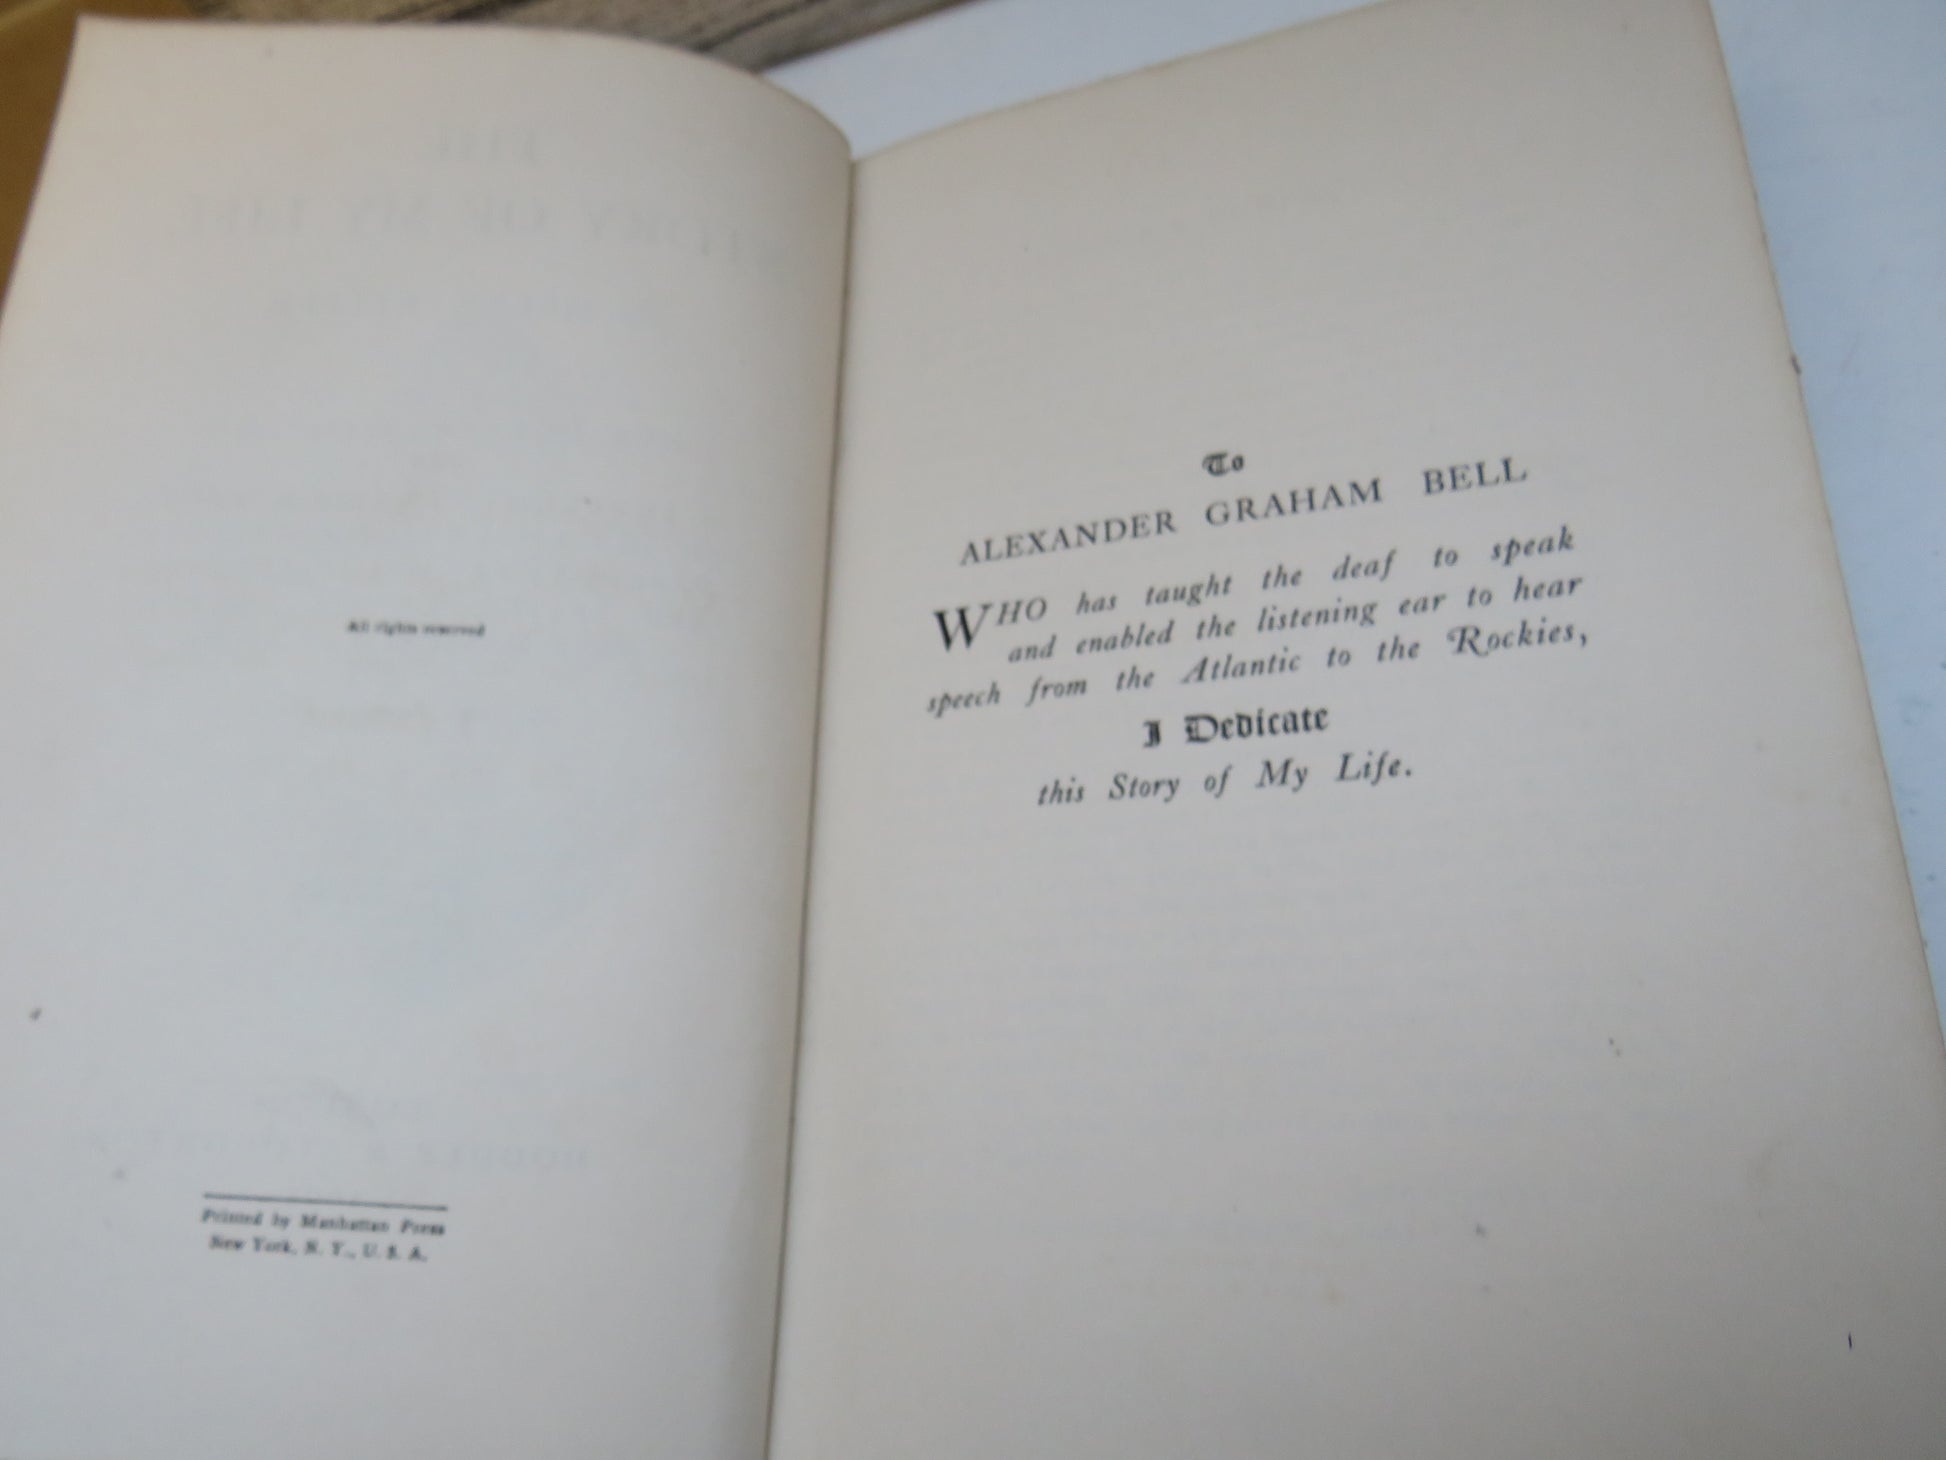 All rights reserved
Printed by Manhattan Press
New York, N. Y., U. S. A.
To
ALEXANDER GRAHAM BELL
WHO has taught the deaf to speak
and enabled the listening ear to hear
speech from the Atlantic to the Rockies,
I Dedicate
this Story of My Life.